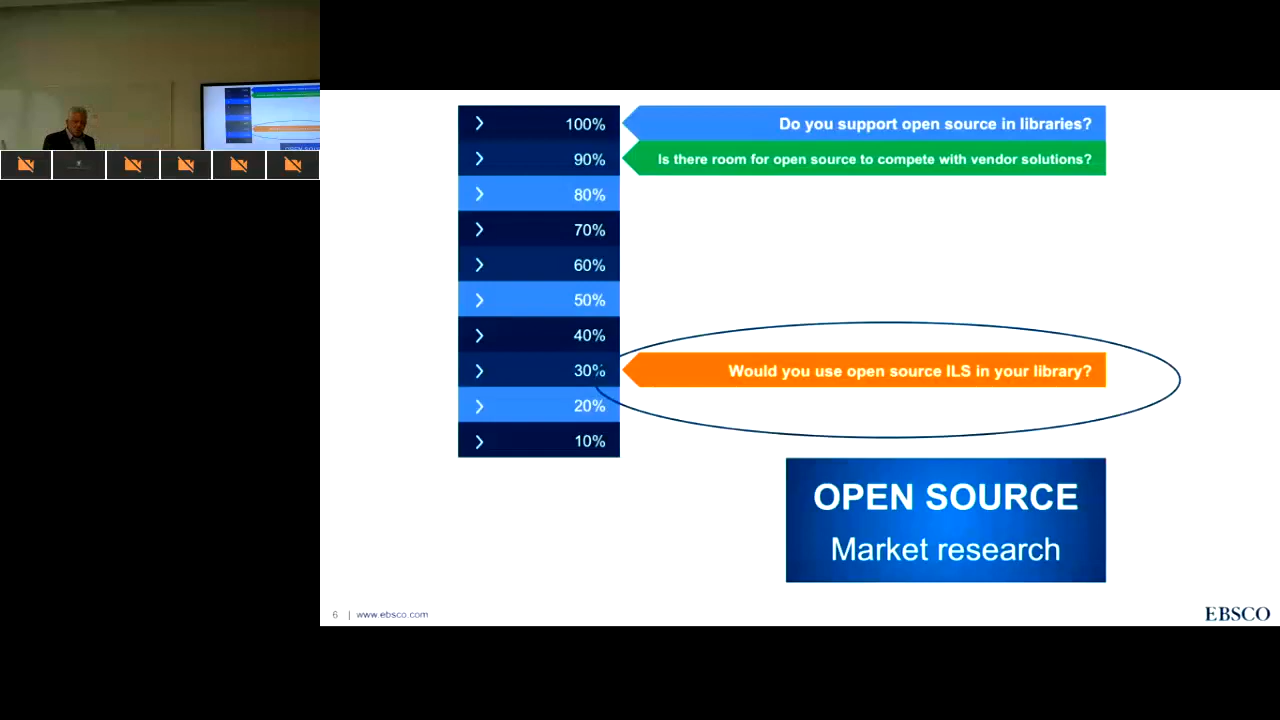 100%
Do you support open source in libraries?
90%
Is there room for open source to compete with vendor solutions?
80%
70%
60%
50%
40%
30%
Would you use open source ILS in your library?
20%
10%
OPEN SOURCE
Market research
6 | www.ebsco.com
EBSCO